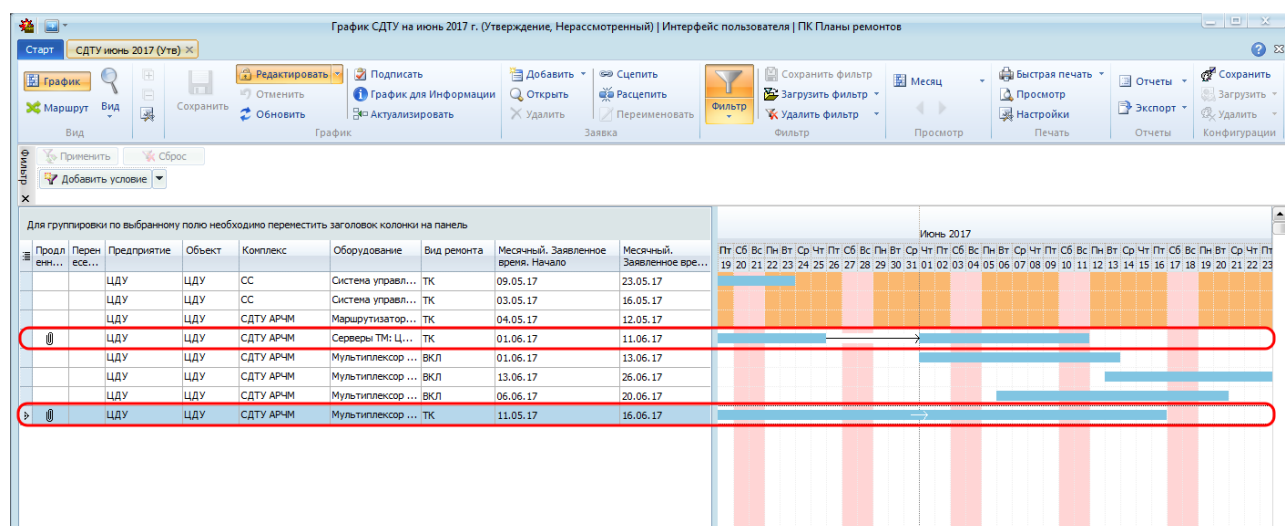 График СДТУ на июнь 2017 г. (Утверждение, Нерассмотренный) | Интерфейс пользователя | ПК Планы ремонтов
Старт СДТУ июнь 2017 (Утв)
График Редактировать Подписать Добавить Сцепить Сохранить фильтр Месяц Быстрая печать Отчеты Сохранить
Отменить График для Информации Открыть Расцепить Загрузить фильтр Просмотр Загрузить
Маршрут Вид Сохранить Обновить Актуализировать Удалить Переименовать Фильтр Удалить фильтр Настройки Экспорт Удалить
Вид График Заявка Фильтр Просмотр Печать Отчеты Конфигурации
Фильтр
Применить Сброс
Добавить условие
Для группировки по выбранному полю необходимо переместить заголовок колонки на панель
Июнь 2017
Продл Перен Предприятие Объект Комплекс Оборудование Вид ремонта Месячный. Заявленное Месячный. Пт Сб Вс Пн Вт Ср Чт Пт Сб Вс Пн Вт Ср Чт Пт Сб Вс Пн Вт Ср Чт Пт Сб Вс Пн Вт Ср Чт Пт Сб Вс Пн Вт Ср Чт Пт
енн... есе... время. Начало Заявленное вре... 19 20 21 22 23 24 25 26 27 28 29 30 31 01 02 03 04 05 06 07 08 09 10 11 12 13 14 15 16 17 18 19 20 21 22 23
ЦДУ ЦДУ СС Система управл... ТК 09.05.17 23.05.17
ЦДУ ЦДУ СС Система управл... ТК 03.05.17 16.05.17
ЦДУ ЦДУ СДТУ АРЧМ Маршрутизатор... ТК 04.05.17 12.05.17
ЦДУ ЦДУ СДТУ АРЧМ Серверы ТМ: Ц... ТК 01.06.17 11.06.17
ЦДУ ЦДУ СДТУ АРЧМ Мультиплексор ... ВКЛ 01.06.17 13.06.17
ЦДУ ЦДУ СДТУ АРЧМ Мультиплексор ... ВКЛ 13.06.17 26.06.17
ЦДУ ЦДУ СДТУ АРЧМ Мультиплексор ... ВКЛ 06.06.17 20.06.17
ЦДУ ЦДУ СДТУ АРЧМ Мультиплексор ... ТК 11.05.17 16.06.17